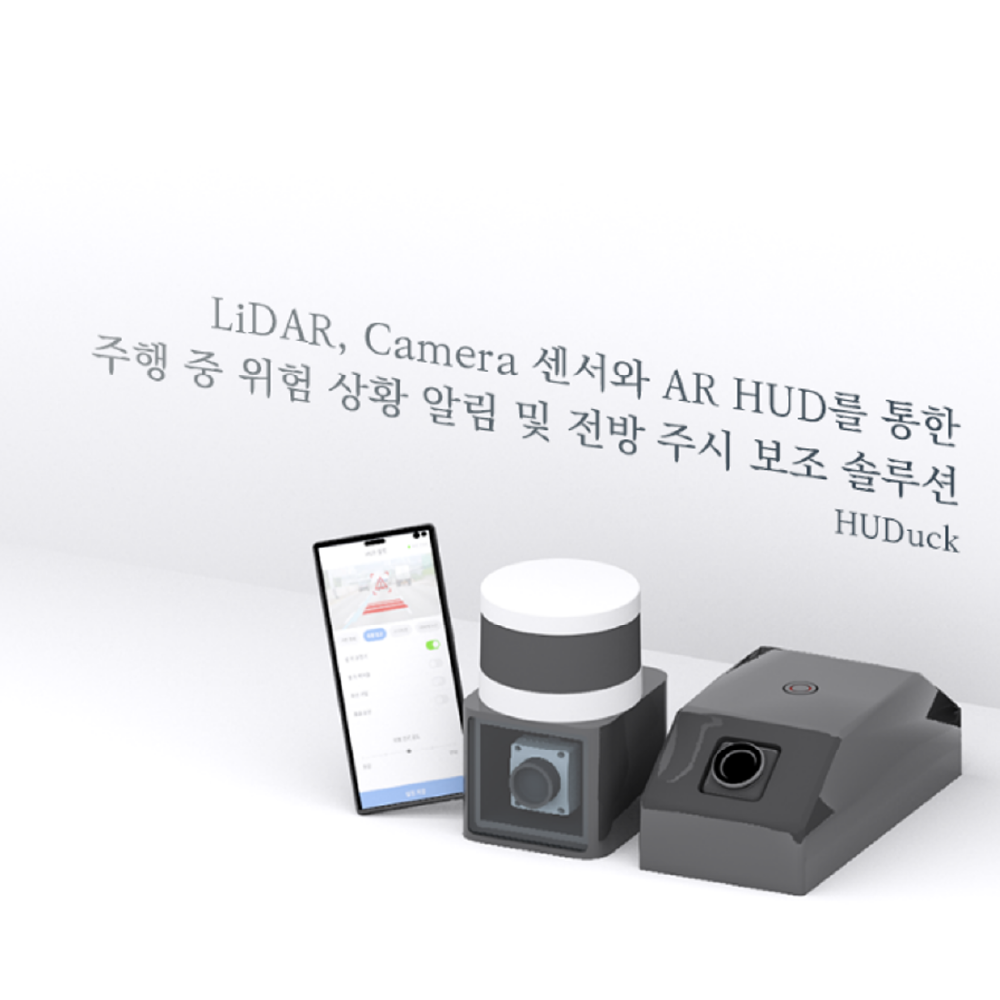 LiDAR, Camera 센서와 AR HUD를 통한
주행 중 위험 상황 알림 및 전방 주시 보조 솔루션
HUDuck